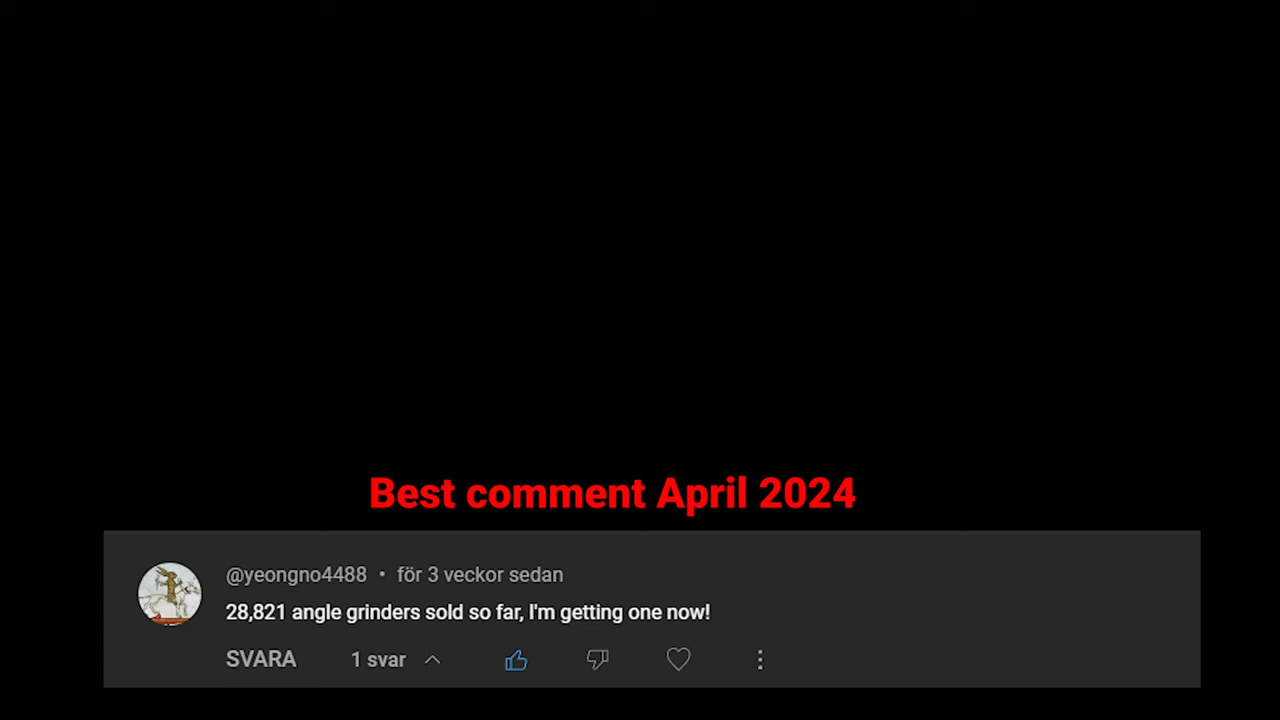 Best comment April 2024
@yeongno4488 • för 3 veckor sedan
28,821 angle grinders sold so far, I'm getting one now!
SVARA 1 svar